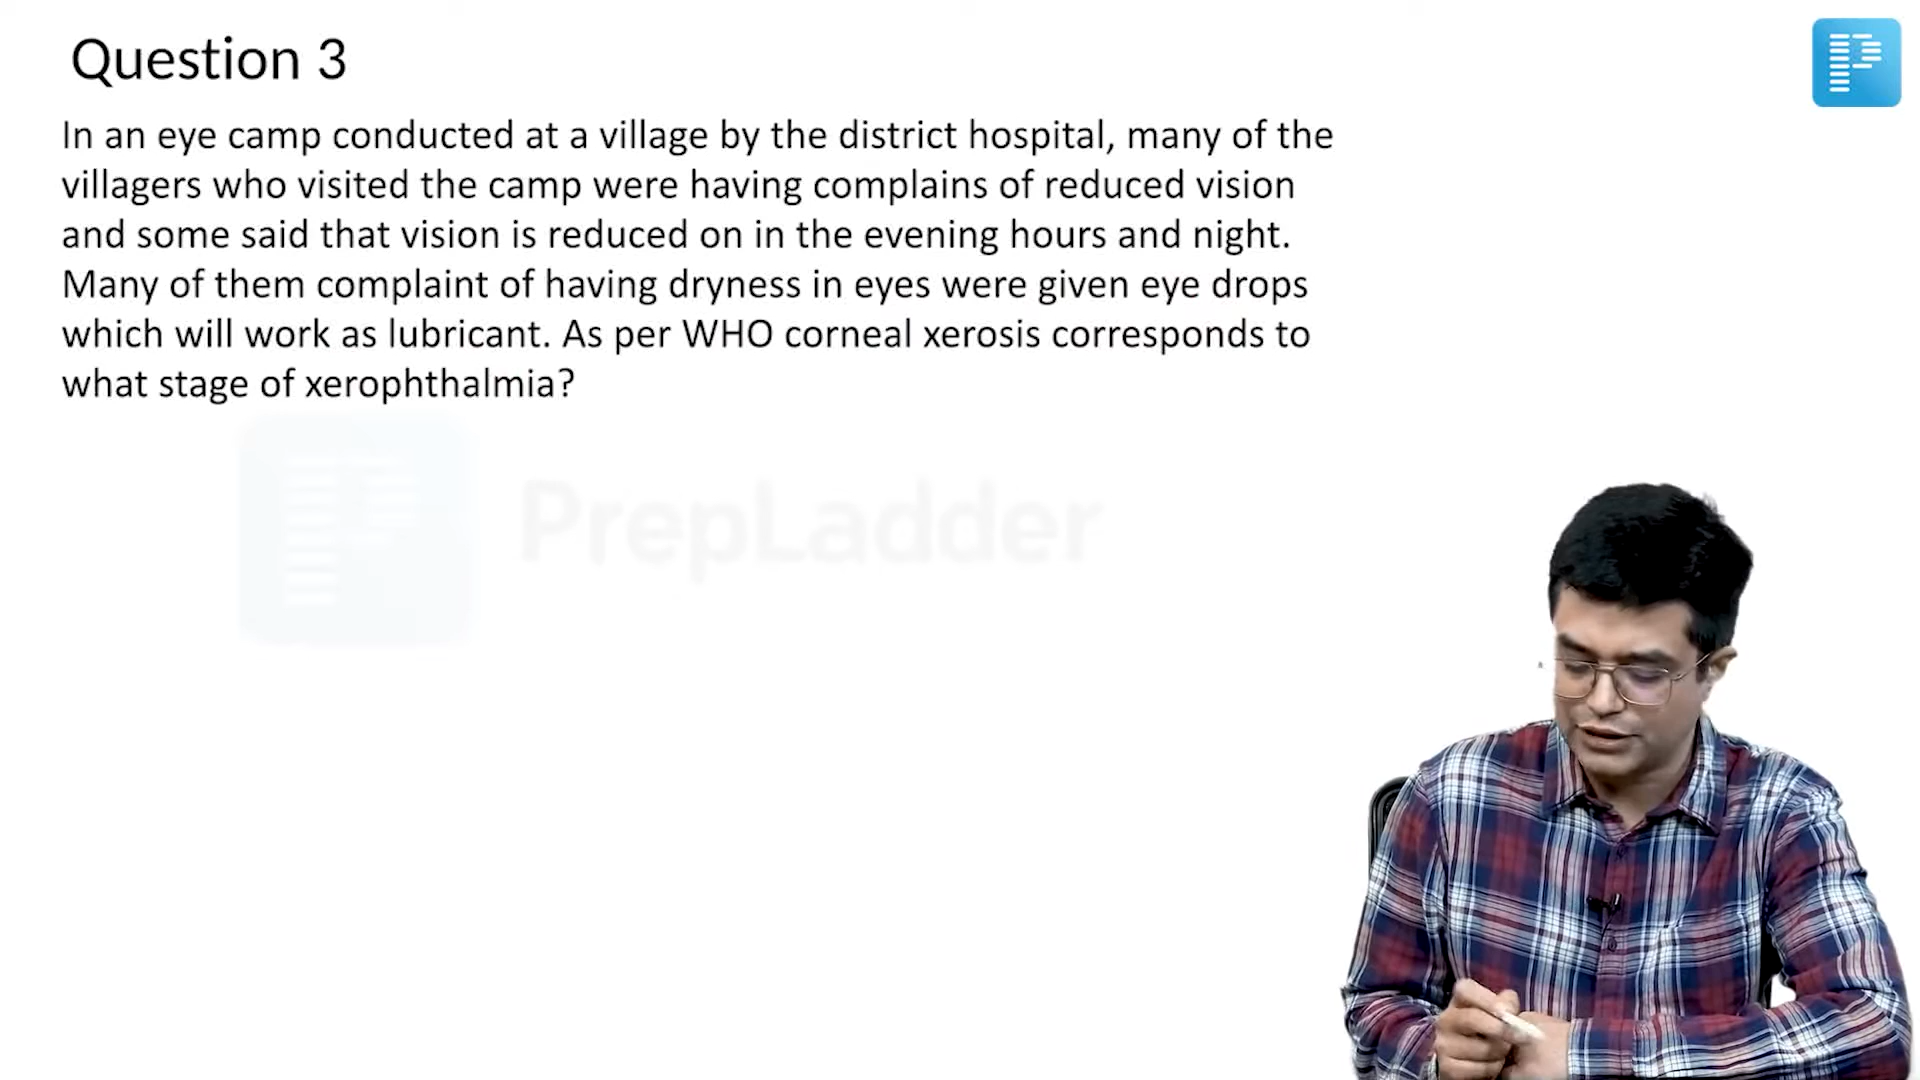 Question 3
In an eye camp conducted at a village by the district hospital, many of the
villagers who visited the camp were having complains of reduced vision
and some said that vision is reduced on in the evening hours and night.
Many of them complaint of having dryness in eyes were given eye drops
which will work as lubricant. As per WHO corneal xerosis corresponds to
what stage of xerophthalmia?
PrepLadder